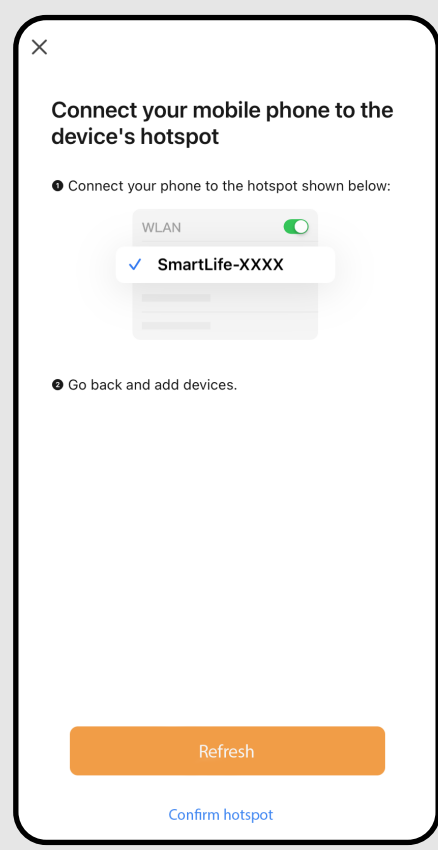 Connect your mobile phone to the
device's hotspot
❶ Connect your phone to the hotspot shown below:
WLAN
SmartLife-XXXX
❷ Go back and add devices.
Refresh
Confirm hotspot